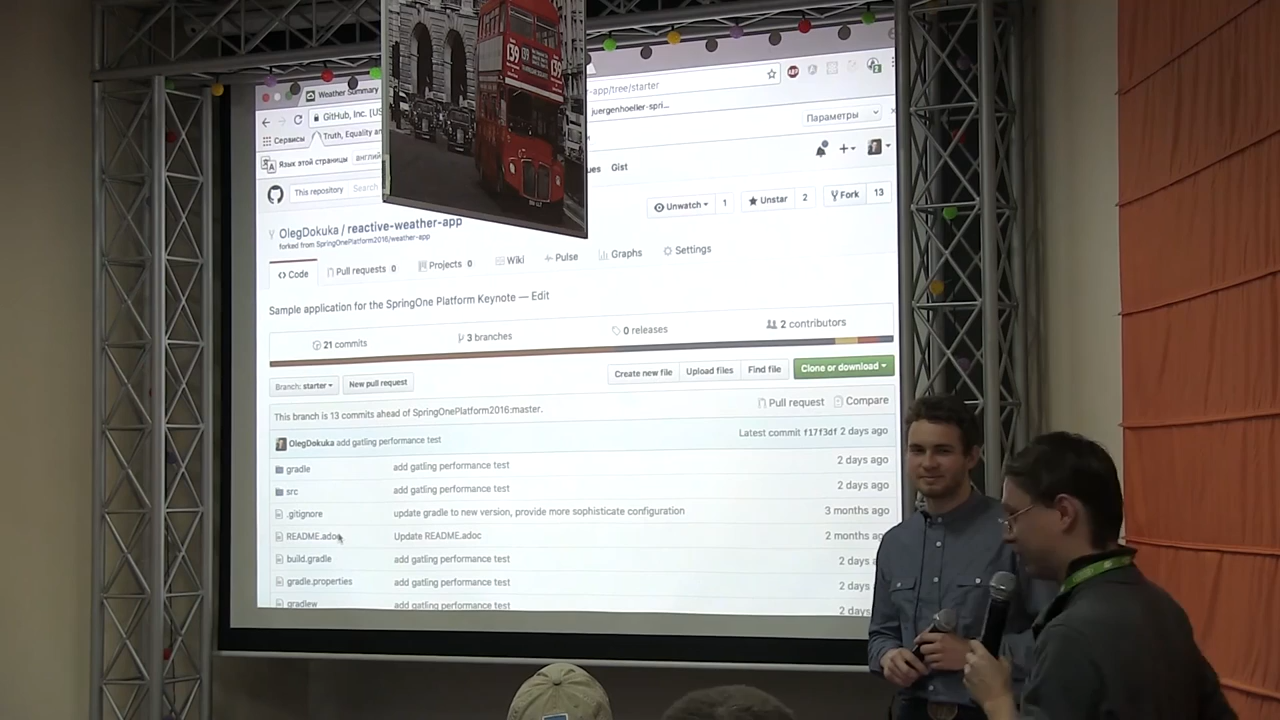 Weather Summary
GitHub, Inc. [US
r-app/tree/starter
Сервисы
Truth, Equality an
juergenhoeller-spri...
Язык этой страницы
англий
Параметры
This repository
Search
ues
Gist
OlegDokuka / reactive-weather-app
forked from SpringOnePlatform2016/weather-app
Unwatch
1
Unstar
2
Fork
13
Code
Pull requests 0
Projects 0
Wiki
Pulse
Graphs
Settings
Sample application for the SpringOne Platform Keynote — Edit
21 commits
3 branches
0 releases
2 contributors
Branch: starter
New pull request
Create new file
Upload files
Find file
Clone or download
This branch is 13 commits ahead of SpringOnePlatform2016:master.
Pull request
Compare
OlegDokuka add gatling performance test
Latest commit f17f3df 2 days ago
gradle
add gatling performance test
2 days ago
src
add gatling performance test
2 days ago
.gitignore
update gradle to new version, provide more sophisticate configuration
3 months ago
README.adoc
Update README.adoc
2 months a
build.gradle
add gatling performance test
2 days a
gradle.properties
add gatling performance test
2 days
gradlew
add gatling performance test
2 days
£39
£39
£39